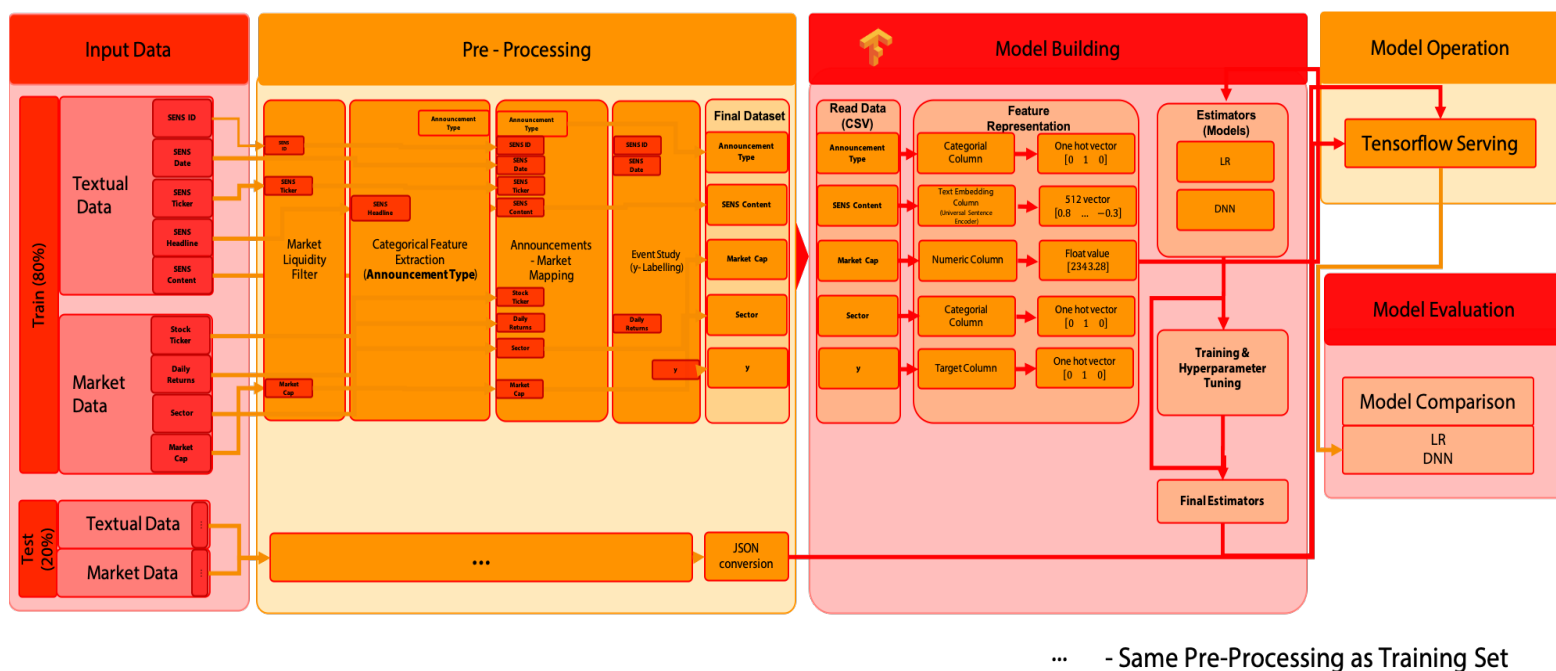 Input Data
Pre - Processing
Model Building
Model Operation
Train (80%)
Textual
Data
SENS ID
SENS
Date
SENS
Ticker
SENS
Headline
SENS
Content
Market
Data
Stock
Ticker
Daily
Returns
Sector
Market
Cap
Test
(20%)
Textual Data
...
Market Data
...
SENS
ID
SENS
Ticker
Market
Liquidity
Filter
Market
Cap
Announcement
Type
SENS
Headline
Categorical Feature
Extraction
(AnnouncementType)
Announcement
Type
SENS ID
SENS
Date
SENS
Ticker
SENS
Content
Announcements
- Market
Mapping
Stock
Ticker
Daily
Returns
Sector
Market
Cap
SENS ID
SENS
Date
Event Study
(y- Labelling)
Daily
Returns
y
Final Dataset
Announcement
Type
SENS Content
Market Cap
Sector
y
...
JSON
conversion
Read Data
(CSV)
Announcement
Type
SENS Content
Market Cap
Sector
y
Feature
Representation
Categorial
Column
One hot vector
[0 1 0]
Text Embedding
Column
(Universal Sentence
Encoder)
512 vector
[0.8 ... −0.3]
Numeric Column
Float value
[2343.28]
Categorial
Column
One hot vector
[0 1 0]
Target Column
One hot vector
[0 1 0]
Estimators
(Models)
LR
DNN
Training &
Hyperparameter
Tuning
Final Estimators
Tensorflow Serving
Model Evaluation
Model Comparison
LR
DNN
... - Same Pre-Processing as Training Set